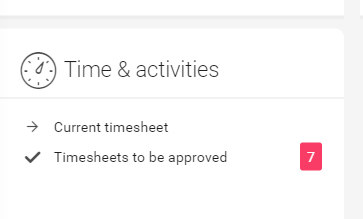 Time & activities
Current timesheet
Timesheets to be approved 7